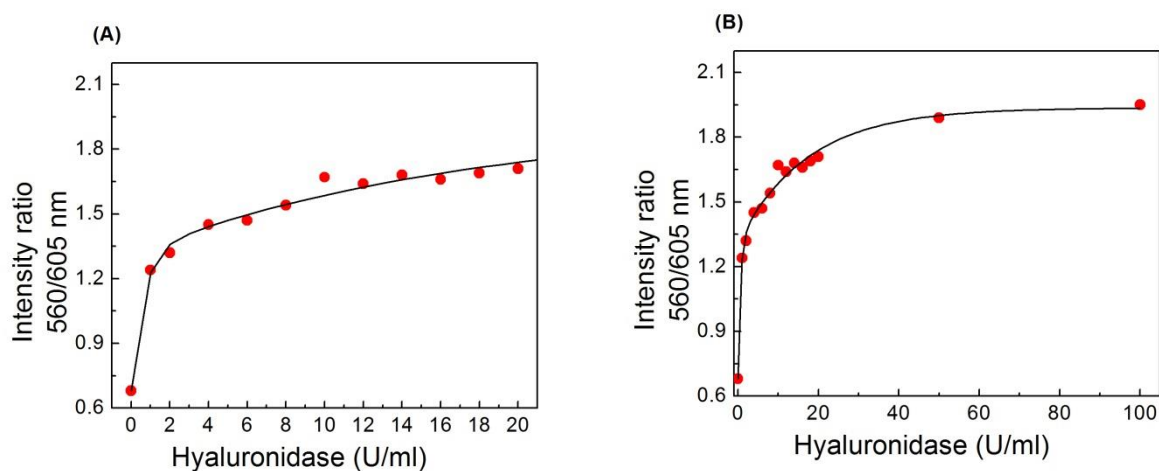 (A)
2.1
1.8
1.5
1.2
0.9
0.6
Intensity ratio
560/605 nm
0 2 4 6 8 10 12 14 16 18 20
Hyaluronidase (U/ml)
(B)
2.1
1.8
1.5
1.2
0.9
0.6
Intensity ratio
560/605 nm
0 20 40 60 80 100
Hyaluronidase (U/ml)